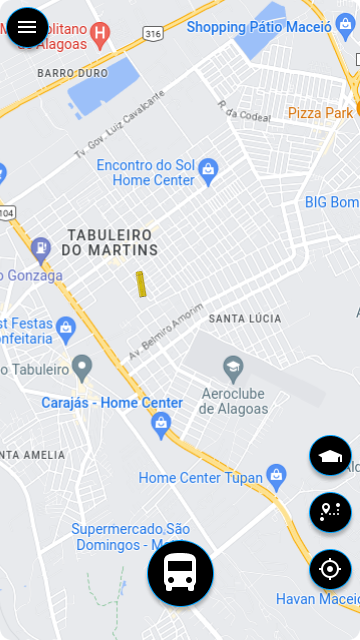 Shopping Pátio Maceió
de Alagoas
316
BARRO DURO
Tv. Gov. Luiz Cavalcante
R. da Codeal
Pizza Park
Encontro do Sol
Home Center
BIG Bom
104
TABULEIRO
DO MARTINS
Gonzaga
Av. Belmiro Amorim
SANTA LÚCIA
st Festas
onfeitaria
o Tabuleiro
Aeroclube
de Alagoas
Carajás - Home Center
NTA AMELIA
Home Center Tupan
Supermercado São
Domingos - 
Havan Maceió